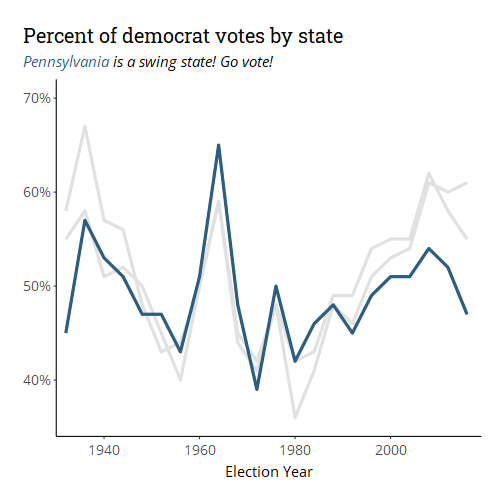 Percent of democrat votes by state
Pennsylvania is a swing state! Go vote!
70%
60%
50%
40%
1940 1960 1980 2000
Election Year